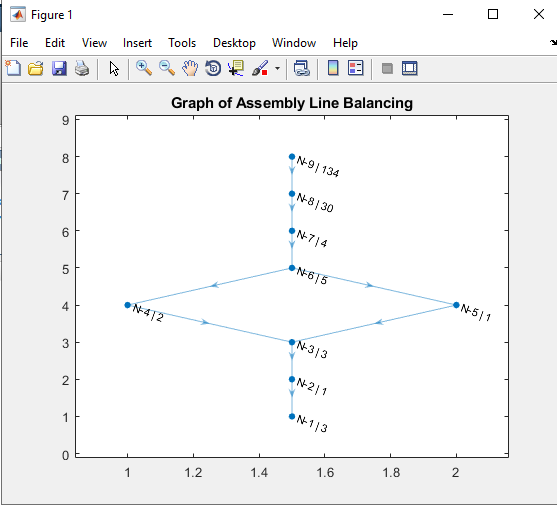 Figure 1
File Edit View Insert Tools Desktop Window Help
Graph of Assembly Line Balancing
9
8
7
6
5
4
3
2
1
0
N-9 | 134
N-8 | 30
N-7 | 4
N-6 | 5
N-4 | 2
N-5 | 1
N-3 | 3
N-2 | 1
N-1 | 3
1 1.2 1.4 1.6 1.8 2